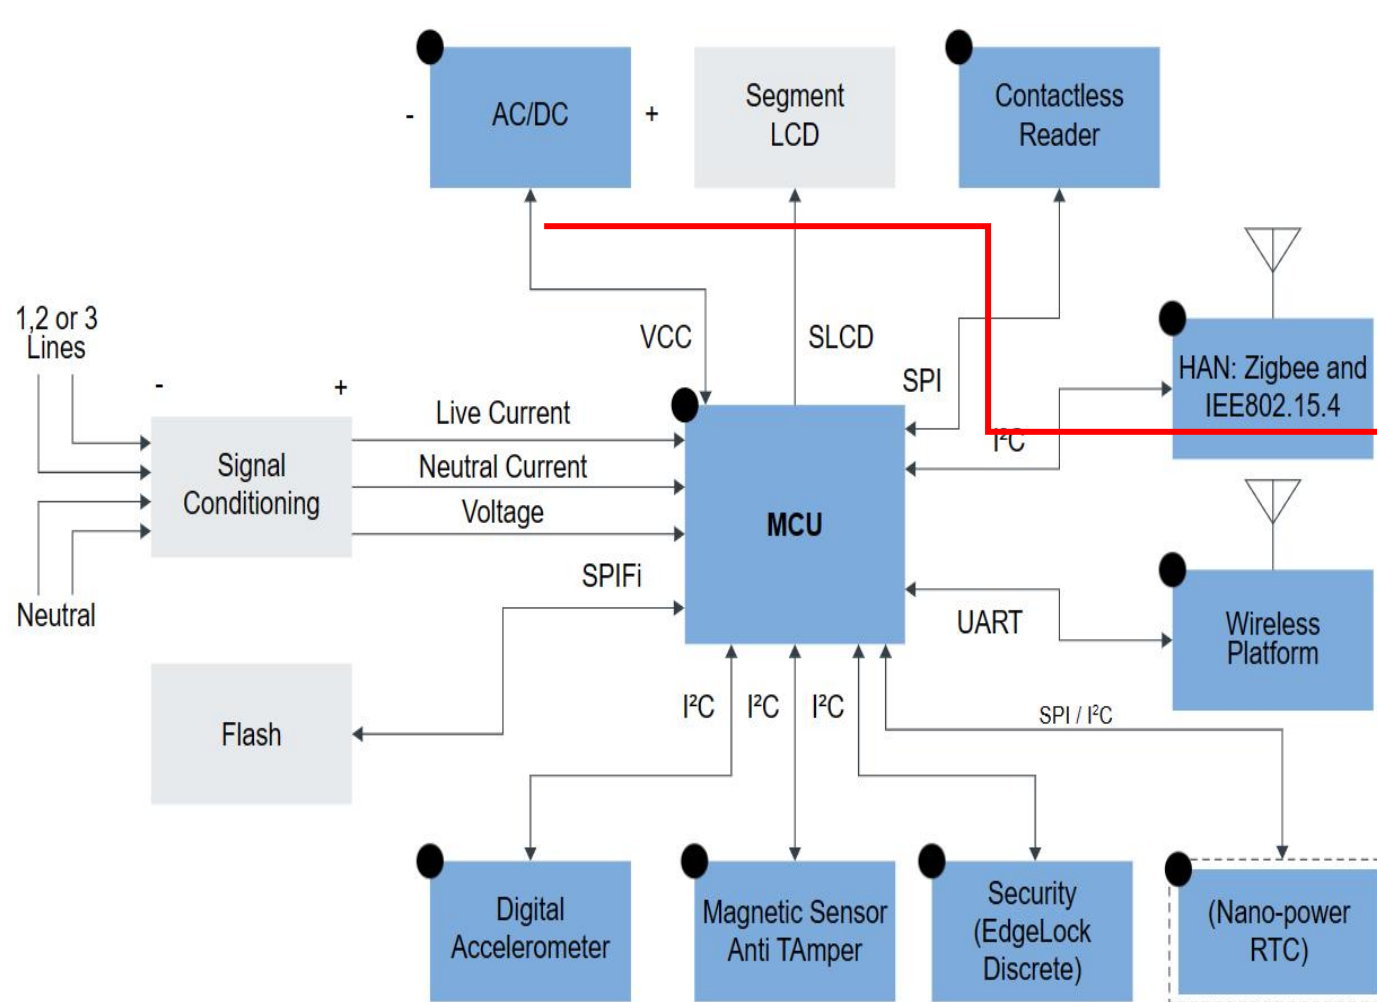 -
AC/DC
+
Segment
LCD
Contactless
Reader
1,2 or 3
Lines
VCC
SLCD
SPI
HAN: Zigbee and
IEE802.15.4
-
+
Live Current
I²C
Signal
Conditioning
Neutral Current
Voltage
MCU
SPIFi
Neutral
UART
Wireless
Platform
Flash
I²C
I²C
I²C
SPI / I²C
Digital
Accelerometer
Magnetic Sensor
Anti TAmper
Security
(EdgeLock
Discrete)
(Nano-power
RTC)